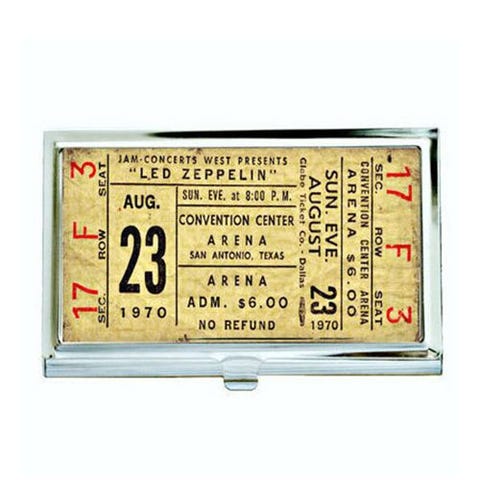 17 F 3
SEC. ROW SEAT
JAM-CONCERTS WEST PRESENTS
"LED ZEPPELIN"
AUG.
23
1970
SUN. EVE. at 8:00 P. M.
CONVENTION CENTER
ARENA
SAN ANTONIO, TEXAS
ARENA
ADM. $6.00
NO REFUND
Globe Ticket Co. - Dallas
SUN. EVE.
AUGUST
23
1970
CONVENTION CENTER ARENA
ARENA $6.00
SEC. ROW SEAT
17 F 3